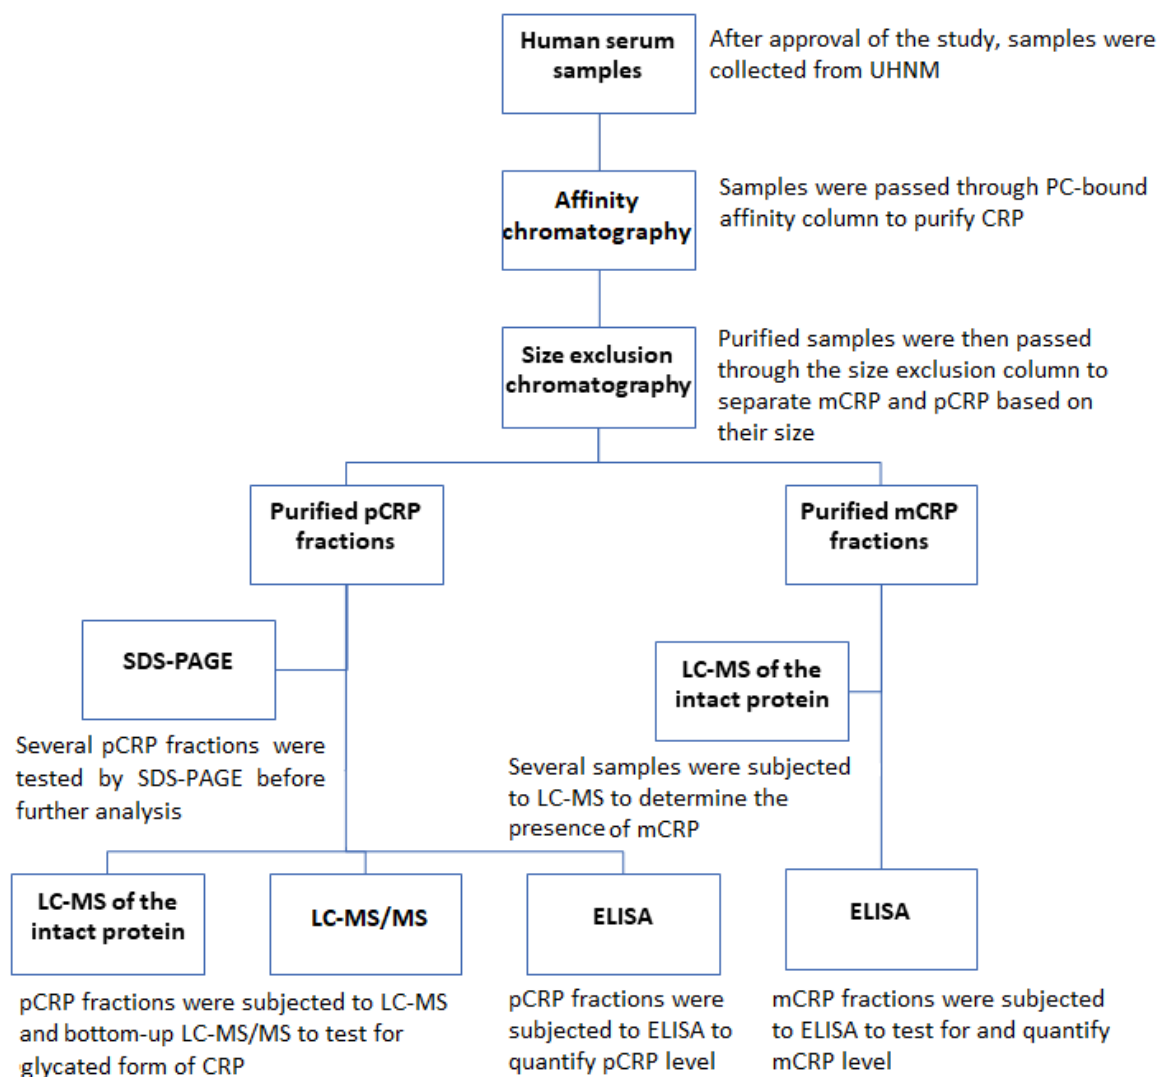 Human serum
samples
After approval of the study, samples were
collected from UHNM
Affinity
chromatography
Samples were passed through PC-bound
affinity column to purify CRP
Size exclusion
chromatography
Purified samples were then passed
through the size exclusion column to
separate mCRP and pCRP based on
their size
Purified pCRP
fractions
Purified mCRP
fractions
SDS-PAGE
Several pCRP fractions were
tested by SDS-PAGE before
further analysis
LC-MS of the
intact protein
Several samples were subjected
to LC-MS to determine the
presence of mCRP
LC-MS of the
intact protein
LC-MS/MS
ELISA
ELISA
pCRP fractions were subjected to LC-MS
and bottom-up LC-MS/MS to test for
glycated form of CRP
pCRP fractions were
subjected to ELISA to
quantify pCRP level
mCRP fractions were subjected
to ELISA to test for and quantify
mCRP level